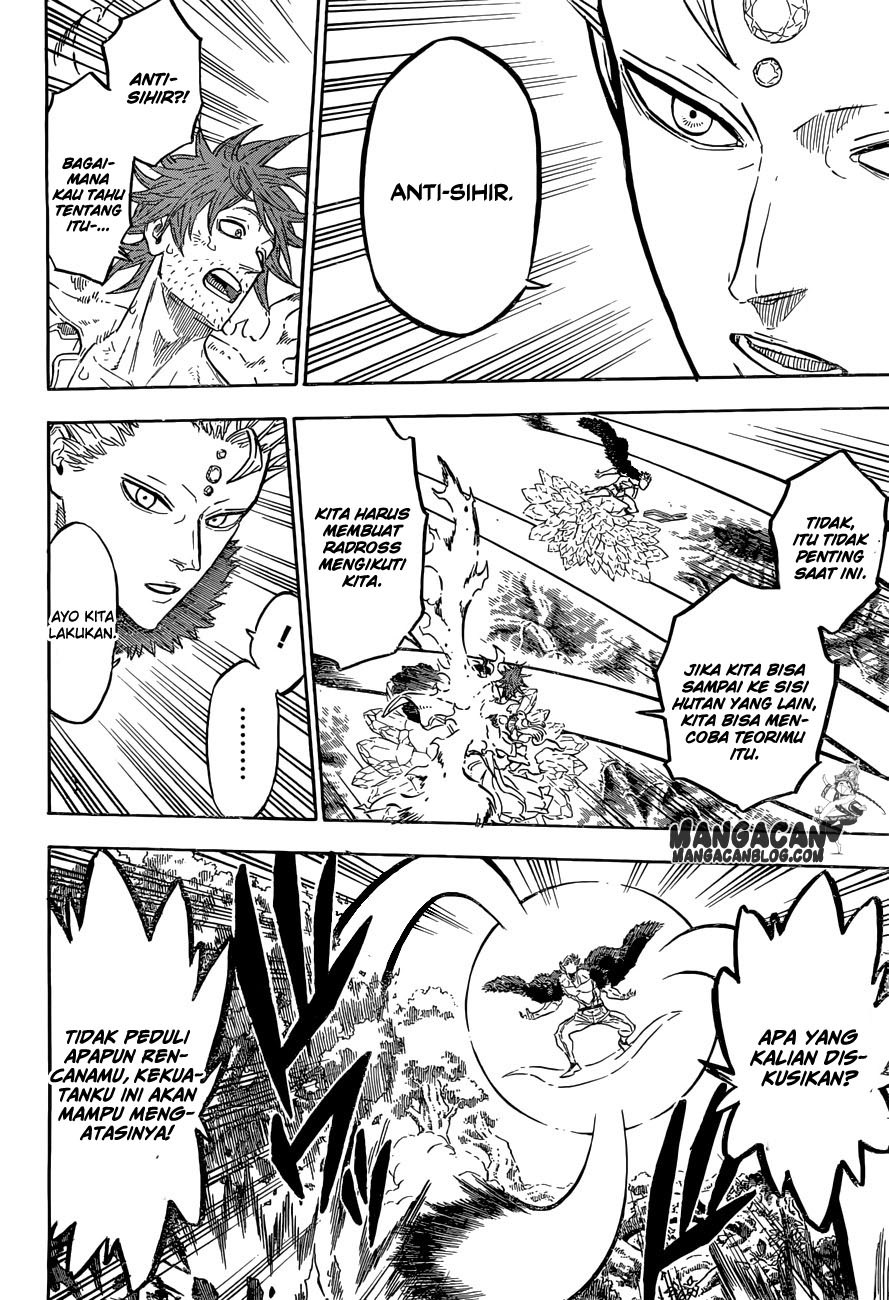 ANTI-SIHIR.
ANTI-
SIHIR?!
BAGAI-
MANA
KAU TAHU
TENTANG
ITU-...
TIDAK,
ITU TIDAK
PENTING
SAAT INI.
JIKA KITA BISA
SAMPAI KE SISI
HUTAN YANG LAIN,
KITA BISA MEN-
COBA TEORIMU
ITU.
KITA HARUS
MEMBUAT
RADROSS
MENGIKUTI
KITA.
!
........
AYO KITA
LAKUKAN.
MANGACAN
MANGACANBLOG.COM
APA YANG
KALIAN DIS-
KUSIKAN?
TIDAK PEDULI
APAPUN REN-
CANAMU, KEKUA-
TANKU INI AKAN
MAMPU MENG-
ATASINYA!